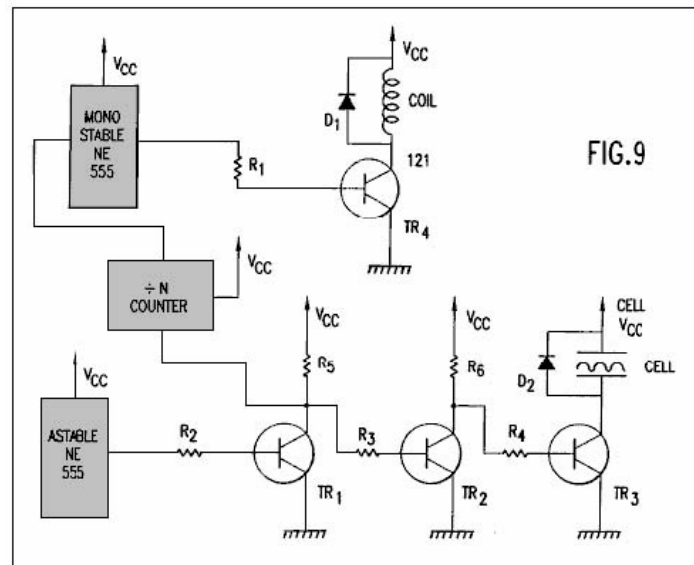 VCC
MONO
STABLE
NE
555
R1
D1
VCC
COIL
121
TR4
FIG.9
÷ N
COUNTER
VCC
VCC
R5
VCC
R6
CELL
VCC
D2
CELL
VCC
ASTABLE
NE
555
R2
TR1
R3
TR2
R4
TR3